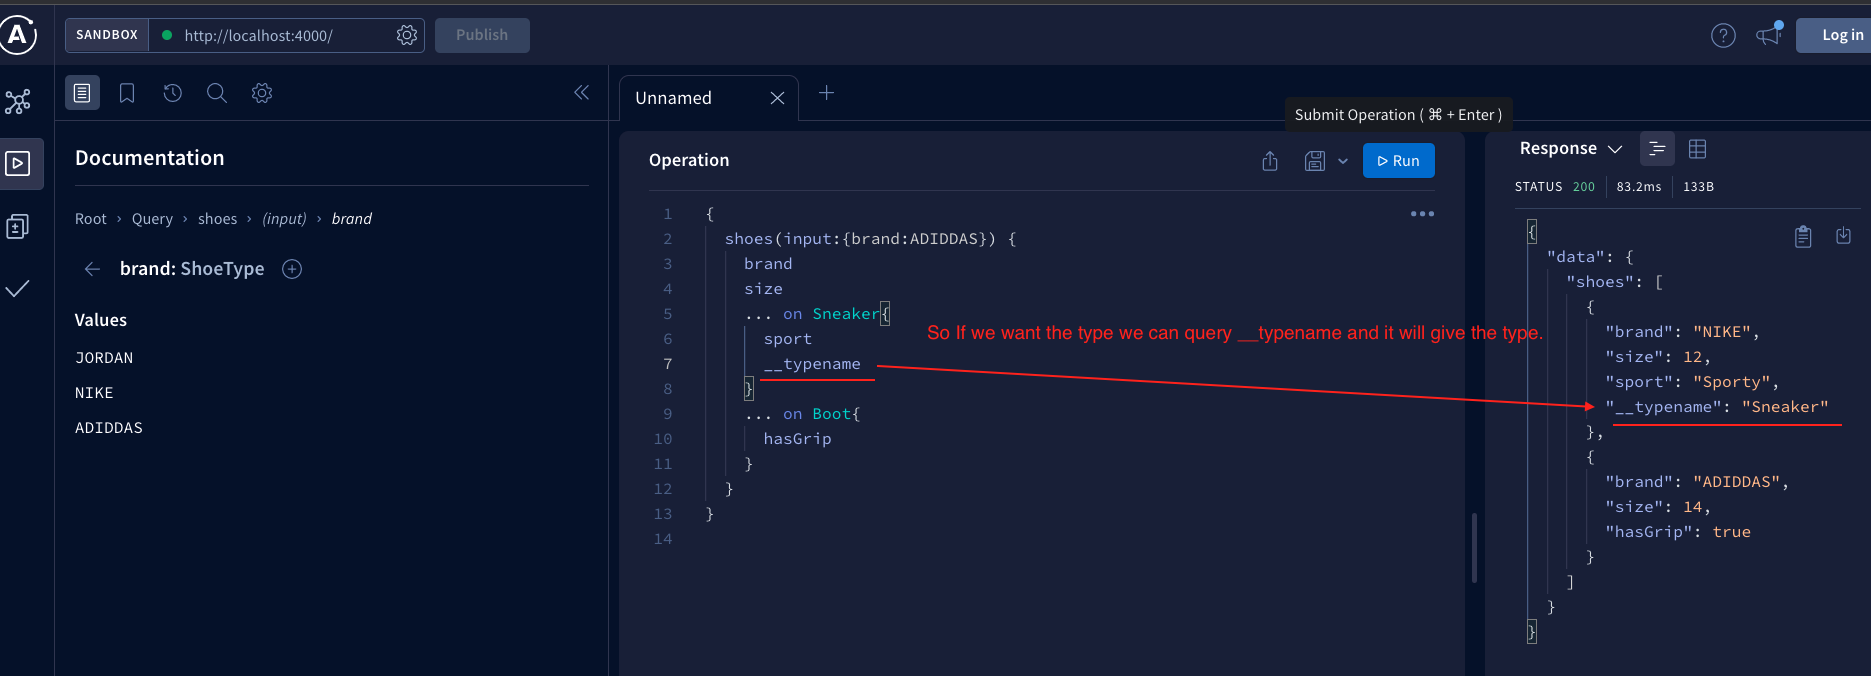 SANDBOX
http://localhost:4000/
Publish
Log in
Documentation
Root › Query › shoes › (input) › brand
brand: ShoeType
Values
JORDAN
NIKE
ADIDDAS
Unnamed
Submit Operation ( ⌘ + Enter )
Operation
Run
1 {
2 shoes(input:{brand:ADIDDAS}) {
3 brand
4 size
5 ... on Sneaker{
6 sport
7 __typename
8 }
9 ... on Boot{
10 hasGrip
11 }
12 }
13 }
14
So If we want the type we can query __typename and it will give the type.
Response
STATUS 200 83.2ms 133B
{
"data": {
"shoes": [
{
"brand": "NIKE",
"size": 12,
"sport": "Sporty",
"__typename": "Sneaker"
},
{
"brand": "ADIDDAS",
"size": 14,
"hasGrip": true
}
]
}
}